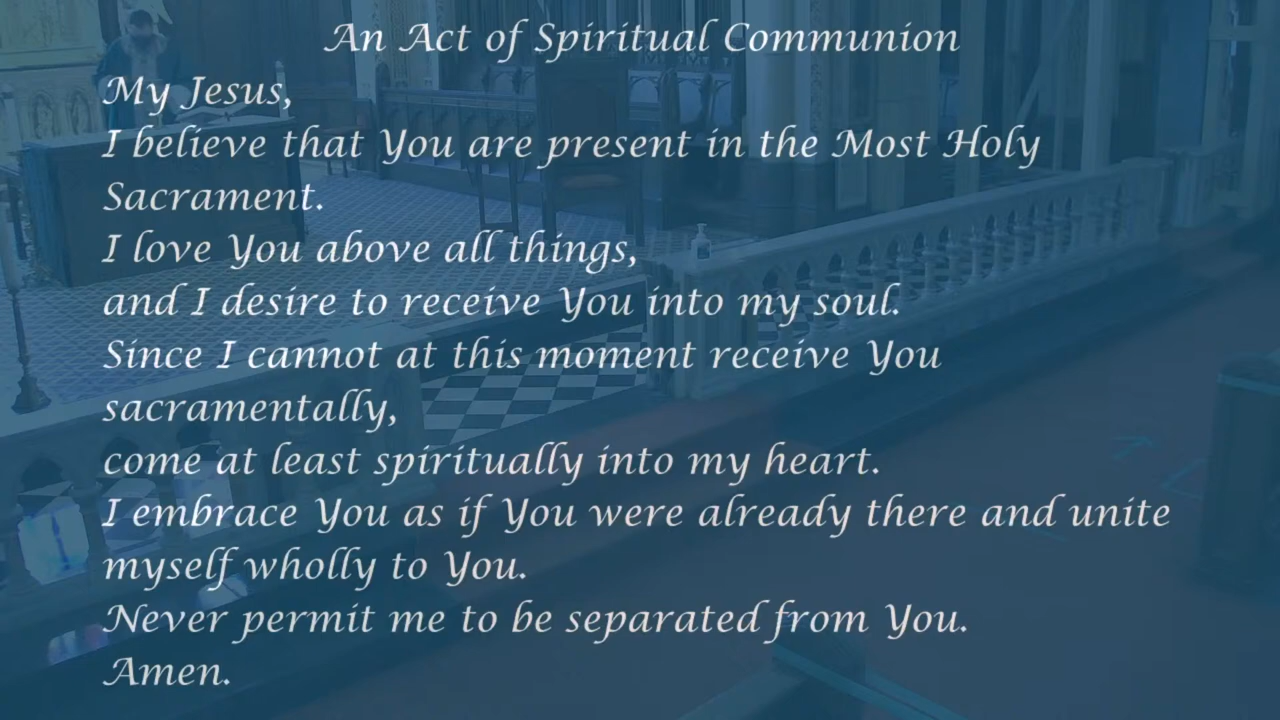 An Act of Spiritual Communion
My Jesus,
I believe that You are present in the Most Holy
Sacrament.
I love You above all things,
and I desire to receive You into my soul.
Since I cannot at this moment receive You
sacramentally,
come at least spiritually into my heart.
I embrace You as if You were already there and unite
myself wholly to You.
Never permit me to be separated from You.
Amen.